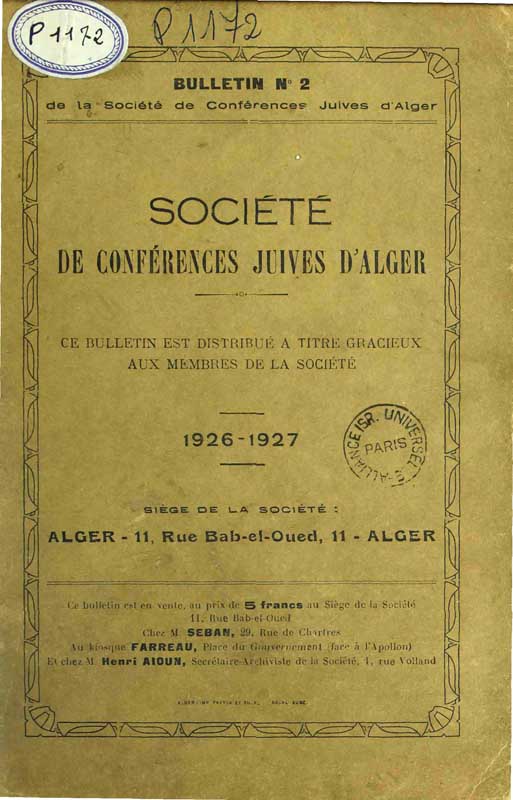 P 1172
P 1172
BULLETIN N° 2
de la Société de Conférences Juives d'Alger
SOCIÉTÉ
DE CONFÉRENCES JUIVES D'ALGER
CE BULLETIN EST DISTRIBUÉ A TITRE GRACIEUX
AUX MEMBRES DE LA SOCIÉTÉ
1926-1927
ALLIANCE ISR. UNIVERSELLE
PARIS
SIÈGE DE LA SOCIÉTÉ :
ALGER - 11, Rue Bab-el-Oued, 11 - ALGER
Ce bulletin est en vente, au prix de 5 francs au Siège de la Société
11, Rue Bab-el-Oued
Chez M. SEBAN, 29, Rue de Chartres
Au kiosque FARREAU, Place du Gouvernement (face à l'Apollon)
Et chez M. Henri AIOUN, Secrétaire-Archiviste de la Société, 1, rue Volland